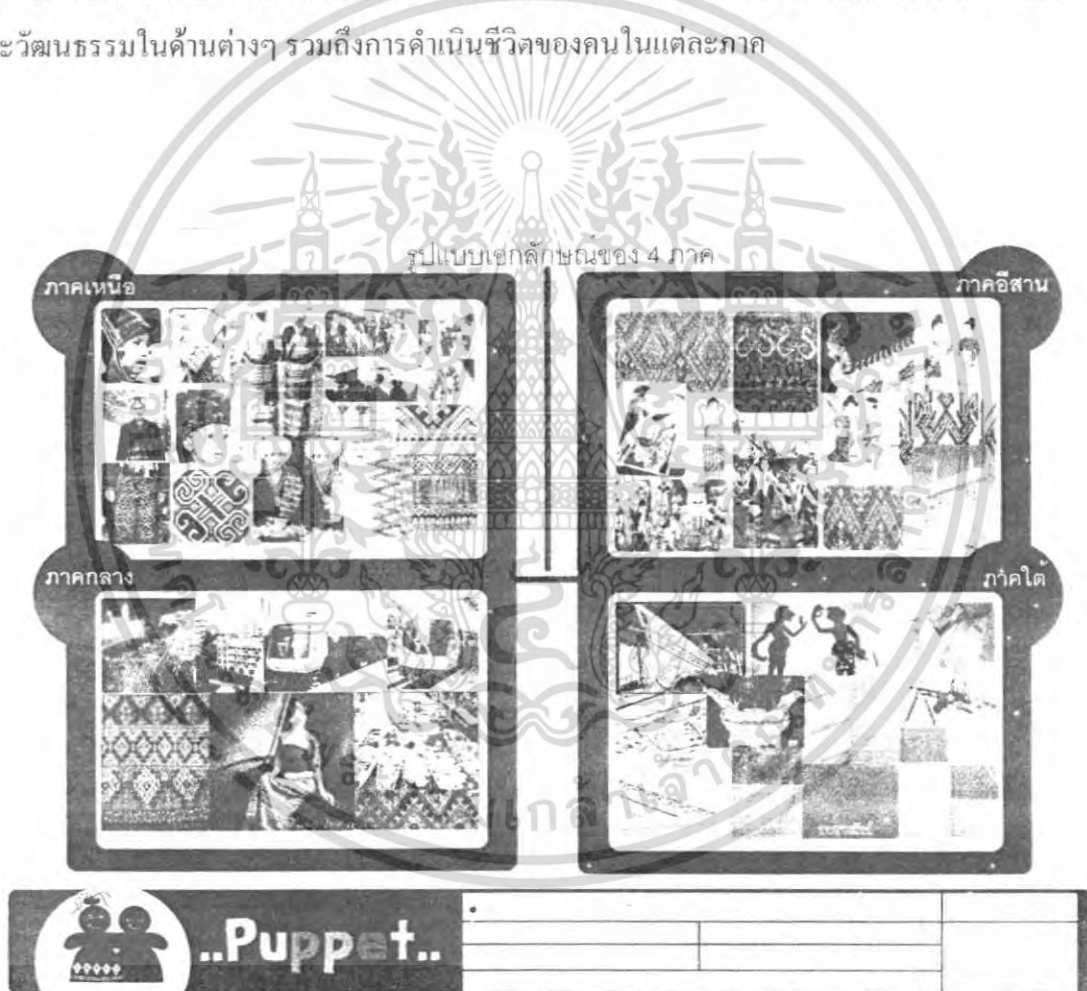 ะวัฒนธรรมในด้านต่างๆ รวมถึงการดำเนินชีวิตของคนในแต่ละภาค
รูปแบบเอกลักษณ์ของ 4 ภาค
ภาคเหนือ
ภาคอีสาน
ภาคกลาง
ภาคใต้
..Puppet..